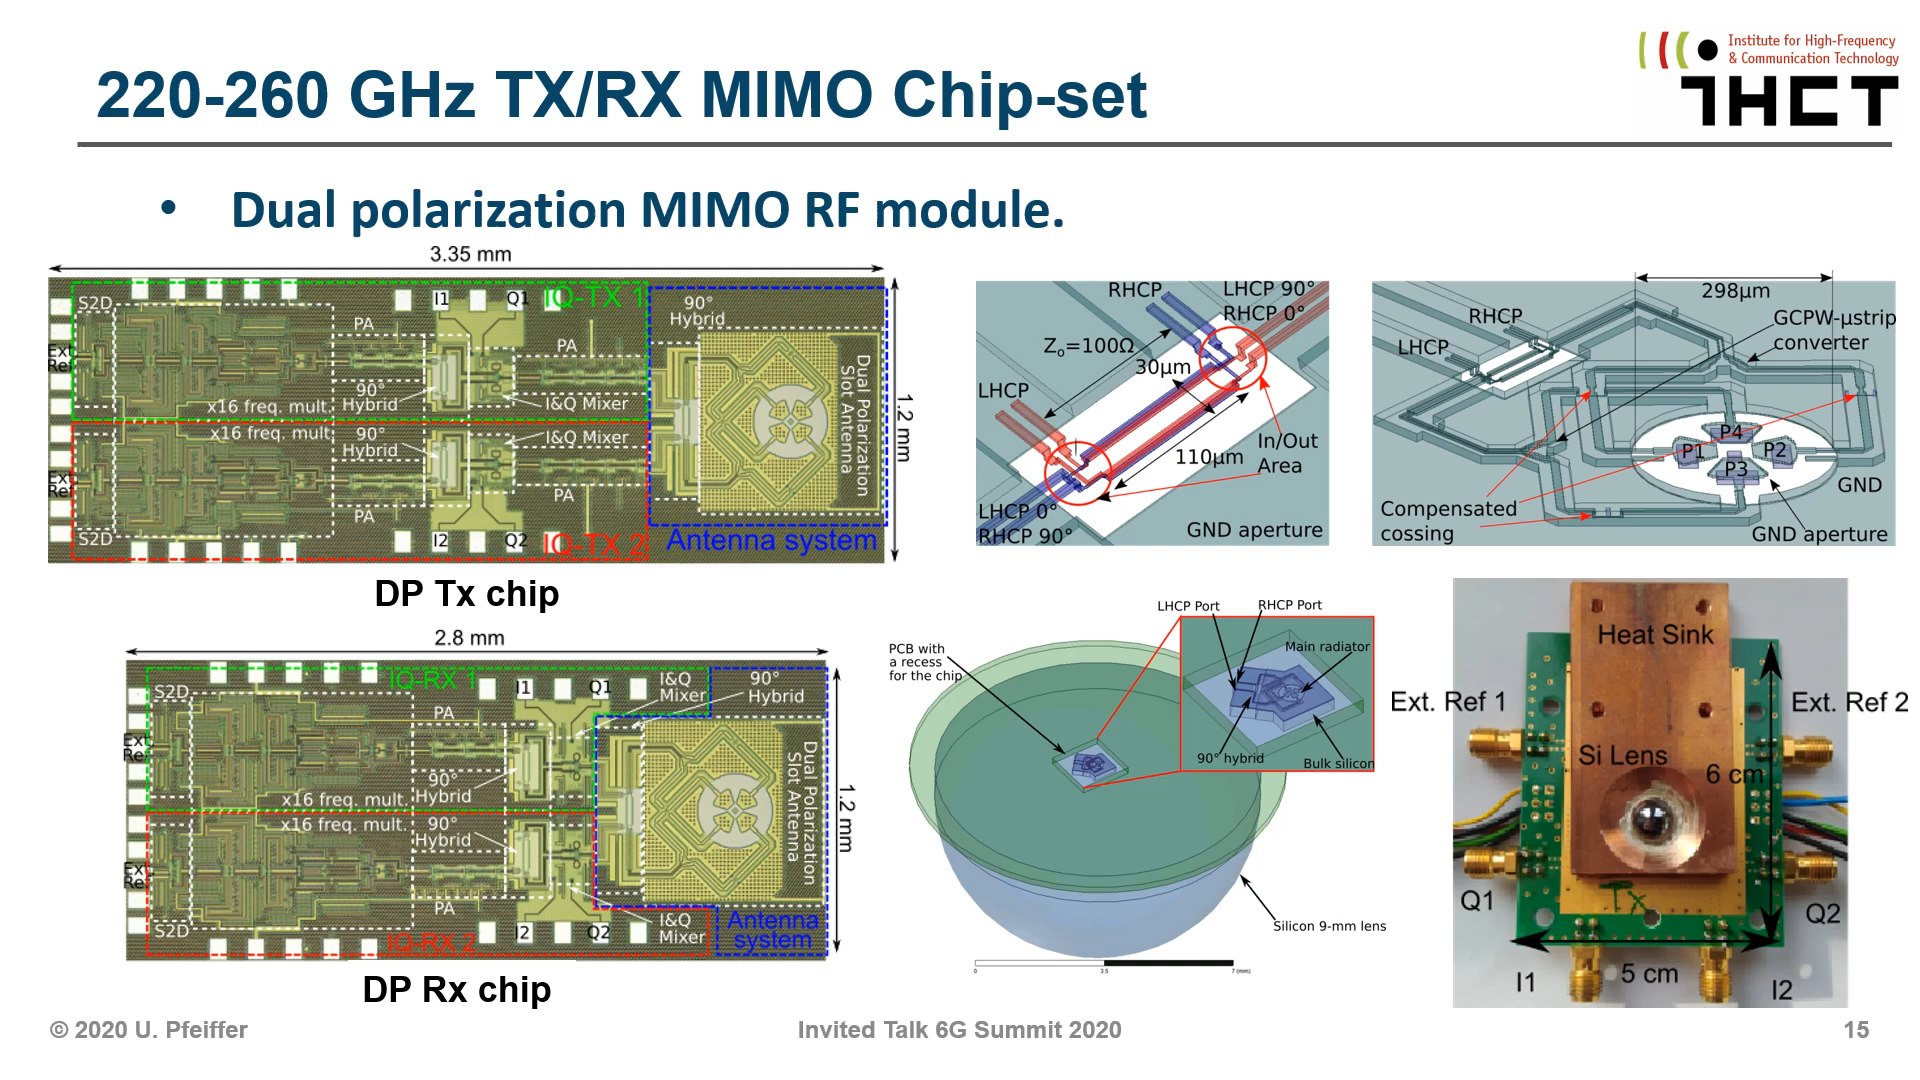 Institute for High-Frequency
& Communication Technology
IHCT
220-260 GHz TX/RX MIMO Chip-set
• Dual polarization MIMO RF module.
3.35 mm
S2D
I1
Q1
IQ-TX 1
90°
Hybrid
PA
PA
Ext
Re
90°
Hybrid
I&Q Mixer
x16 freq. mult.
x16 freq. mult.
90°
Hybrid
I&Q Mixer
Ext
Re
PA
PA
S2D
I2
Q2
IQ-TX 2
Antenna system
Dual Polarization
Slot Antenna
1.2 mm
DP Tx chip
RHCP
LHCP 90°
RHCP 0°
Zo=100Ω
30µm
LHCP
In/Out
Area
110µm
LHCP 0°
RHCP 90°
GND aperture
298µm
RHCP
GCPW-µstrip
converter
LHCP
P4
P1
P2
P3
GND
Compensated
cossing
GND aperture
2.8 mm
S2D
IQ-RX 1
I1
Q1
I&Q
Mixer
90°
Hybrid
PA
Ext
Re
90°
Hybrid
x16 freq. mult.
x16 freq. mult.
90°
Hybrid
Ext
Re
PA
S2D
IQ-RX 2
I2
Q2
I&Q
Mixer
Antenna
system
Dual Polarization
Slot Antenna
1.2 mm
DP Rx chip
LHCP Port
RHCP Port
PCB with
a recess
for the chip
Main radiator
90° hybrid
Bulk silicon
Silicon 9-mm lens
0
3.5
7 (mm)
Heat Sink
Ext. Ref 1
Ext. Ref 2
Si Lens
6 cm
Q1
Tx
Q2
I1
5 cm
I2
© 2020 U. Pfeiffer
Invited Talk 6G Summit 2020
15